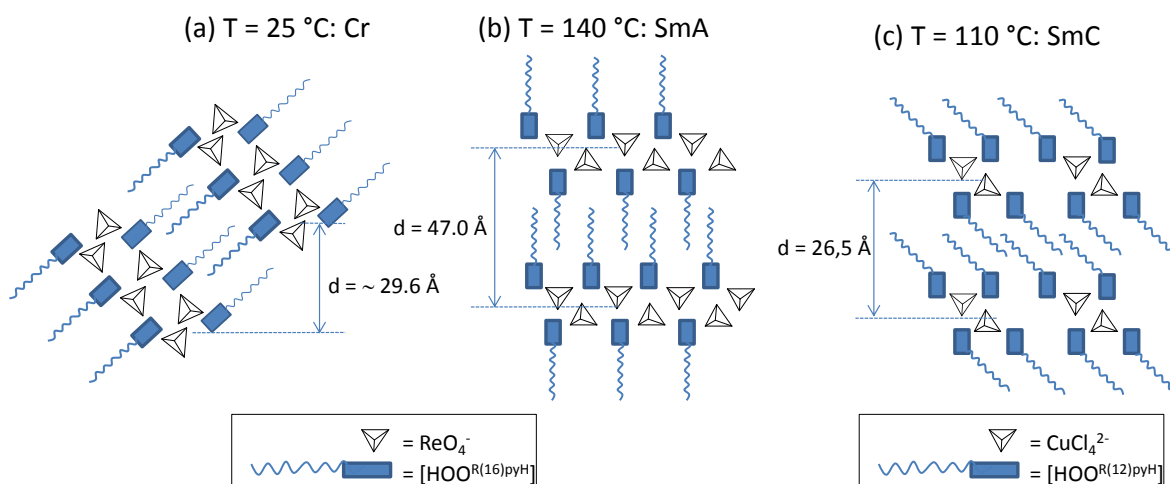 (a) T = 25 °C: Cr
(b) T = 140 °C: SmA
(c) T = 110 °C: SmC
d = ~ 29.6 Å
d = 47.0 Å
d = 26,5 Å
= ReO₄⁻
= [HOOᴿ⁽¹⁶⁾ᵖʸᴴ]
= CuCl₄²⁻
= [HOOᴿ⁽¹²⁾ᵖʸᴴ]